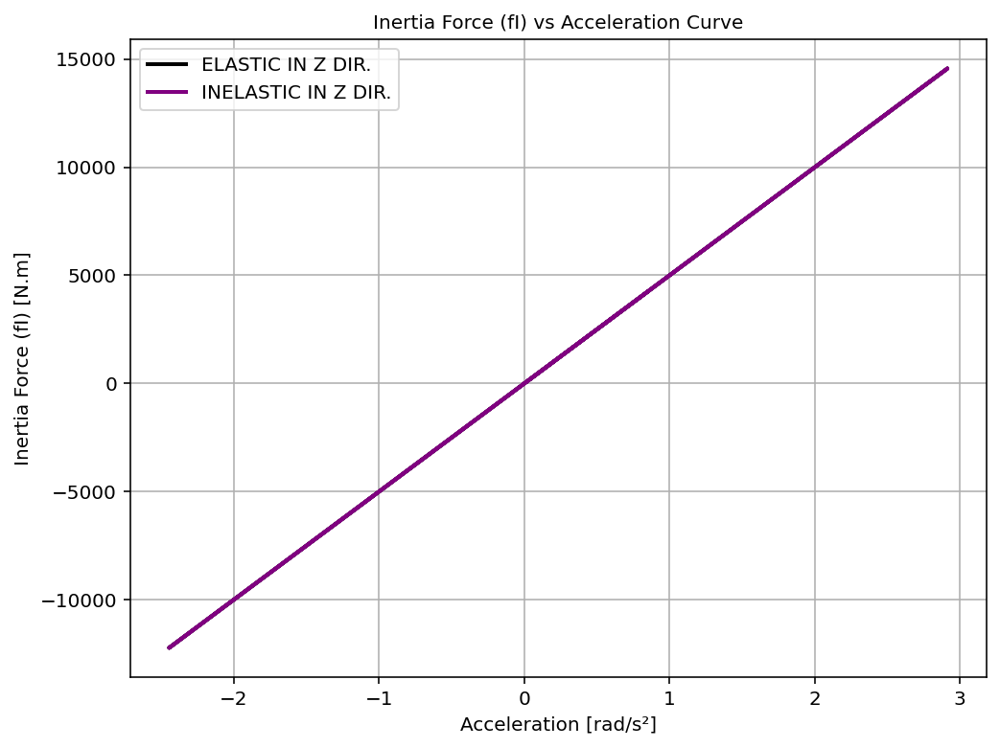 Inertia Force (fI) vs Acceleration Curve
ELASTIC IN Z DIR.
INELASTIC IN Z DIR.
Inertia Force (fI) [N.m]
15000
10000
5000
0
−5000
−10000
−2
−1
0
1
2
3
Acceleration [rad/s²]